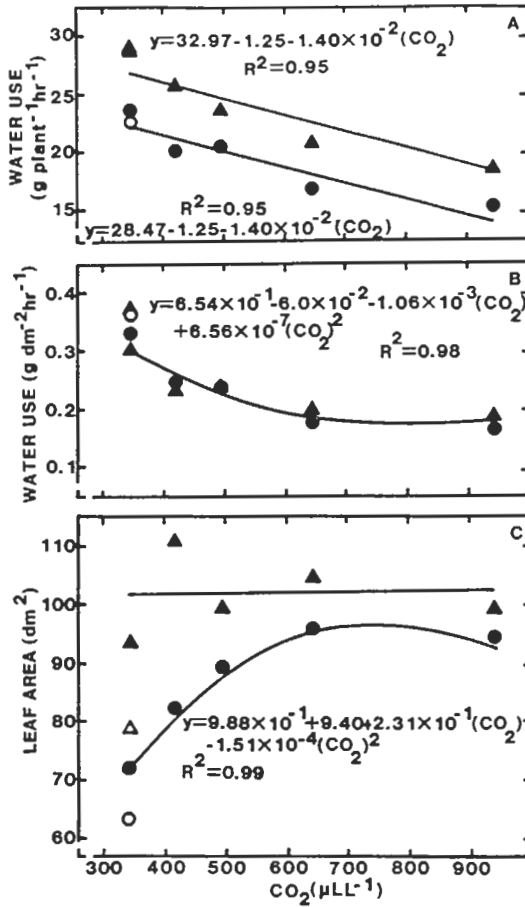 A
y=32.97-1.25-1.40×10⁻²(CO₂)
R²=0.95
30
25
20
15
WATER USE
(g plant⁻¹hr⁻¹)
R²=0.95
y=28.47-1.25-1.40×10⁻²(CO₂)
B
y=6.54×10⁻¹-6.0×10⁻²-1.06×10⁻³(CO₂)
+6.56×10⁻⁷(CO₂)²
R²=0.98
0.4
0.3
0.2
0.1
WATER USE (g dm⁻²hr⁻¹)
C
110
100
90
80
70
60
LEAF AREA (dm²)
y=9.88×10⁻¹+9.40+2.31×10⁻¹(CO₂)
-1.51×10⁻⁴(CO₂)²
R²=0.99
300 400 500 600 700 800 900
CO₂(µLL⁻¹)